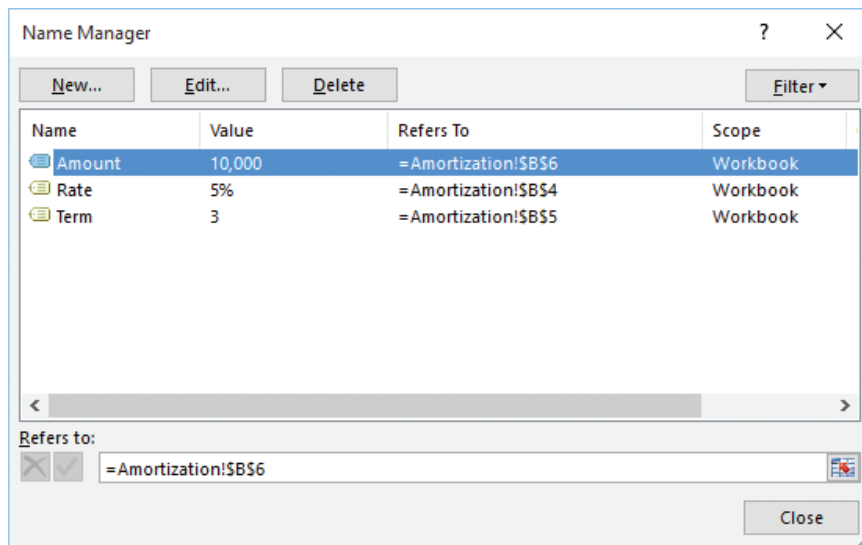 Name Manager ?
New... Edit... Delete Filter
Name Value Refers To Scope
Amount 10,000 =Amortization!$B$6 Workbook
Rate 5% =Amortization!$B$4 Workbook
Term 3 =Amortization!$B$5 Workbook
Refers to:
=Amortization!$B$6
Close